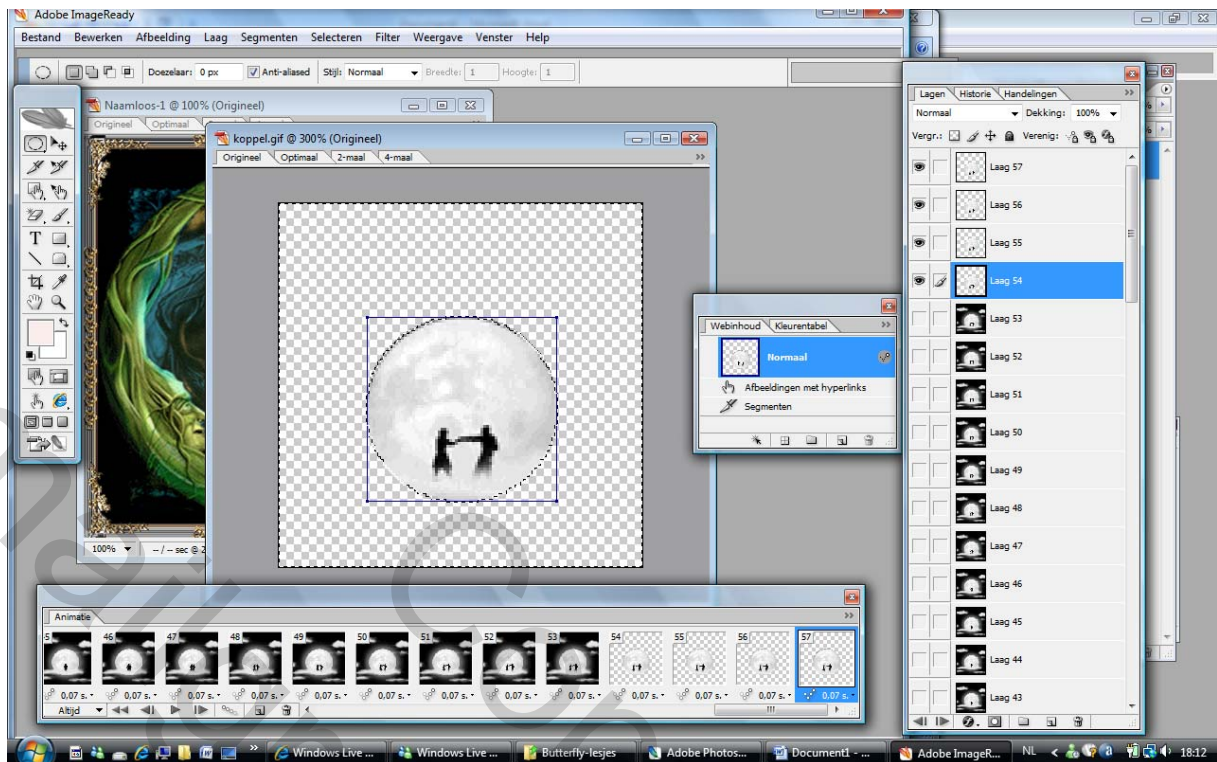 Adobe ImageReady
Bestand Bewerken Afbeelding Laag Segmenten Selecteren Filter Weergave Venster Help
Doezelaar: 0 px Anti-aliased Stijl: Normaal Breedte: 1 Hoogte: 1
Naamloos-1 @ 100% (Origineel)
Origineel Optimaal
koppel.gif @ 300% (Origineel)
Origineel Optimaal 2-maal 4-maal
100% -- / -- sec @ 2
Webinhoud Kleurentabel
Normaal
Afbeeldingen met hyperlinks
Segmenten
Lagen Historie Handelingen
Normaal Dekking: 100%
Vergr.: Verenig:
Laag 57
Laag 56
Laag 55
Laag 54
Laag 53
Laag 52
Laag 51
Laag 50
Laag 49
Laag 48
Laag 47
Laag 46
Laag 45
Laag 44
Laag 43
Animatie
5 46 47 48 49 50 51 52 53 54 55 56 57
0.07 s. 0.07 s. 0.07 s. 0.07 s. 0.07 s. 0.07 s. 0.07 s. 0.07 s. 0.07 s. 0.07 s. 0.07 s. 0.07 s. 0.07 s.
Altijd
Windows Live ... Windows Live ... Butterfly-lesjes Adobe Photos... Document1 - ... Adobe ImageR... NL 18:12